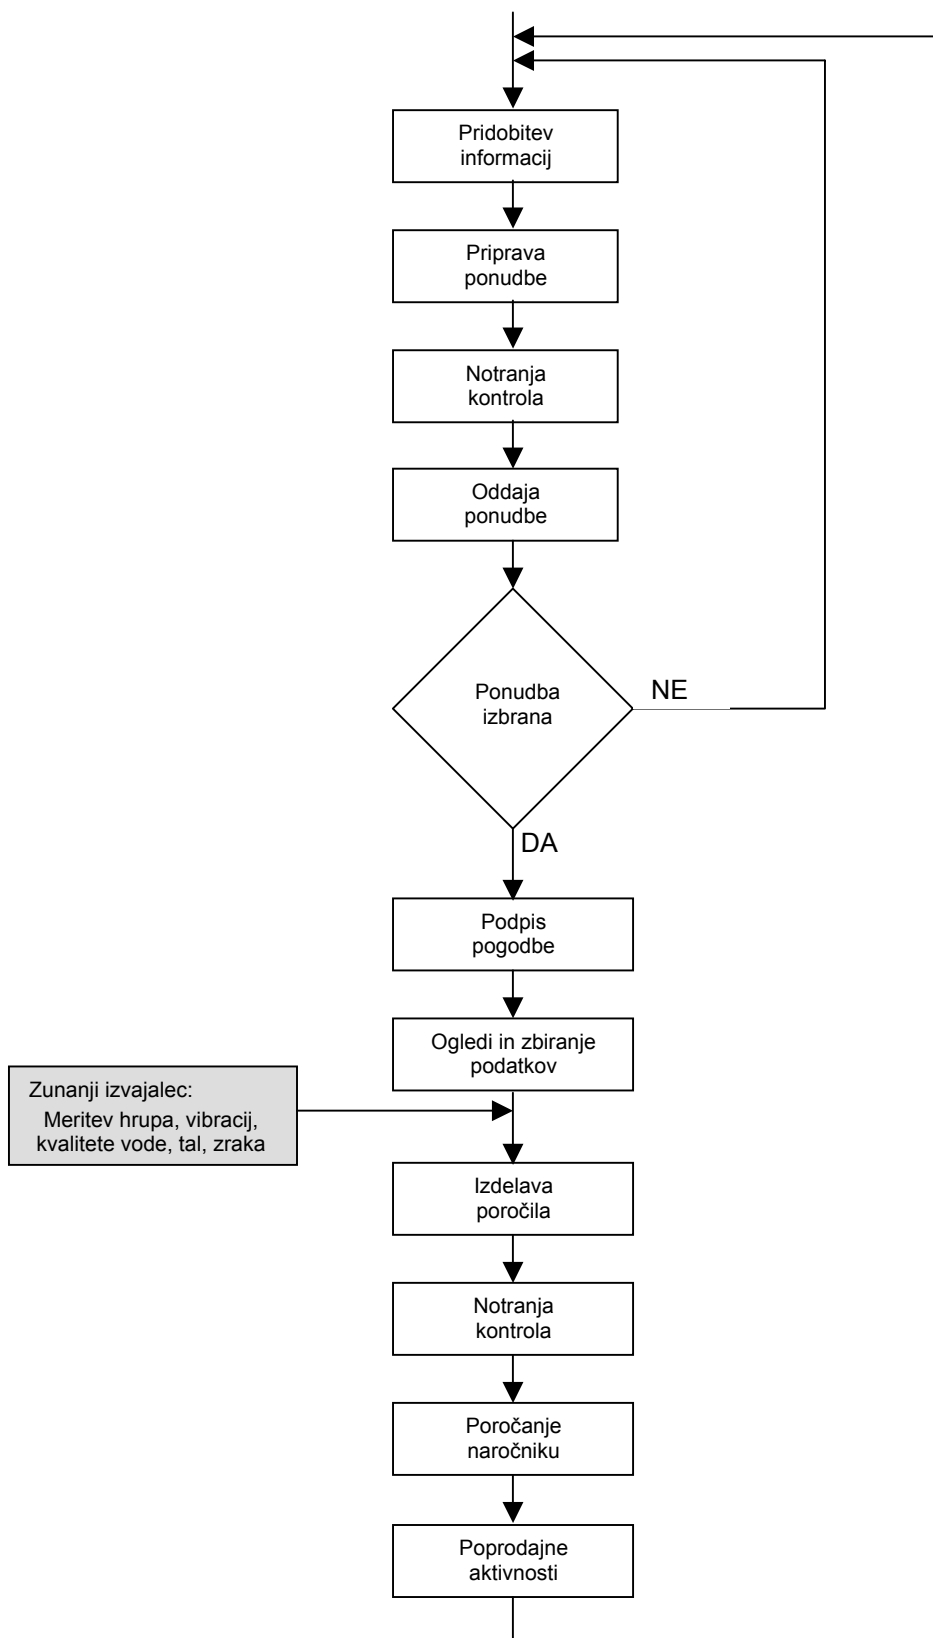 Pridobitev
informacij
Priprava
ponudbe
Notranja
kontrola
Oddaja
ponudbe
Ponudba
izbrana
NE
DA
Podpis
pogodbe
Ogledi in zbiranje
podatkov
Zunanji izvajalec:
Meritev hrupa, vibracij,
kvalitete vode, tal, zraka
Izdelava
poročila
Notranja
kontrola
Poročanje
naročniku
Poprodajne
aktivnosti